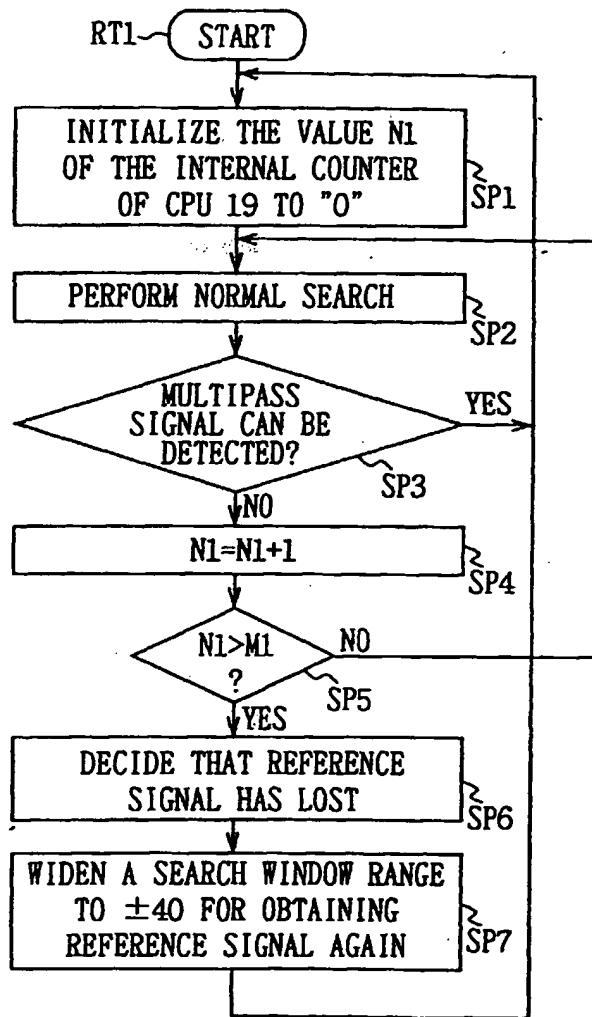 RT1
START
INITIALIZE THE VALUE N1
OF THE INTERNAL COUNTER
OF CPU 19 TO "0"
SP1
PERFORM NORMAL SEARCH
SP2
MULTIPASS
SIGNAL CAN BE
DETECTED?
YES
SP3
NO
N1=N1+1
SP4
N1>M1
?
NO
SP5
YES
DECIDE THAT REFERENCE
SIGNAL HAS LOST
SP6
WIDEN A SEARCH WINDOW RANGE
TO ±40 FOR OBTAINING
REFERENCE SIGNAL AGAIN
SP7